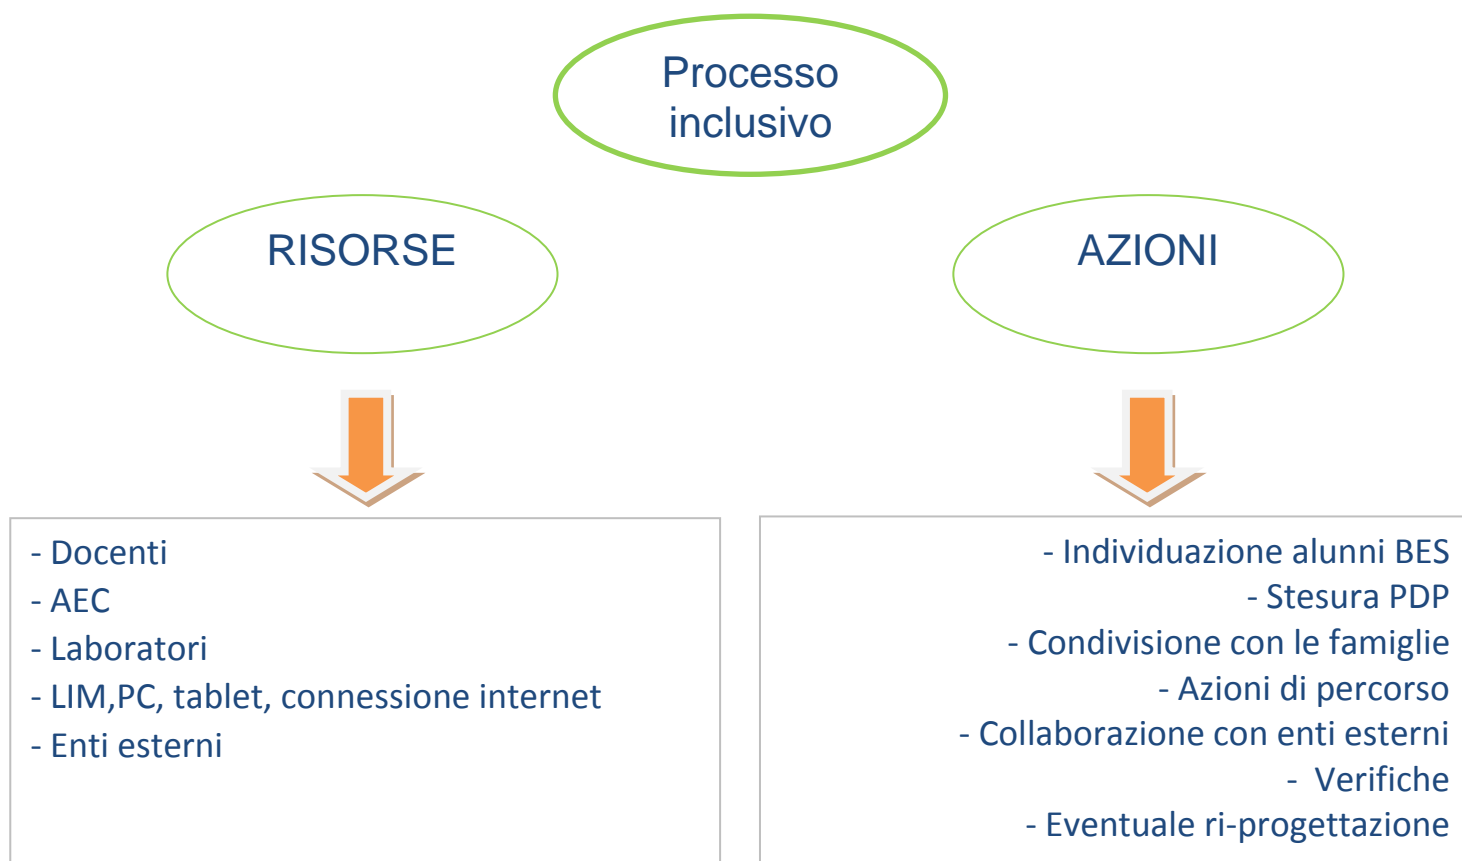 Processo
inclusivo
RISORSE
AZIONI
- Docenti
- AEC
- Laboratori
- LIM,PC, tablet, connessione internet
- Enti esterni
- Individuazione alunni BES
- Stesura PDP
- Condivisione con le famiglie
- Azioni di percorso
- Collaborazione con enti esterni
- Verifiche
- Eventuale ri-progettazione